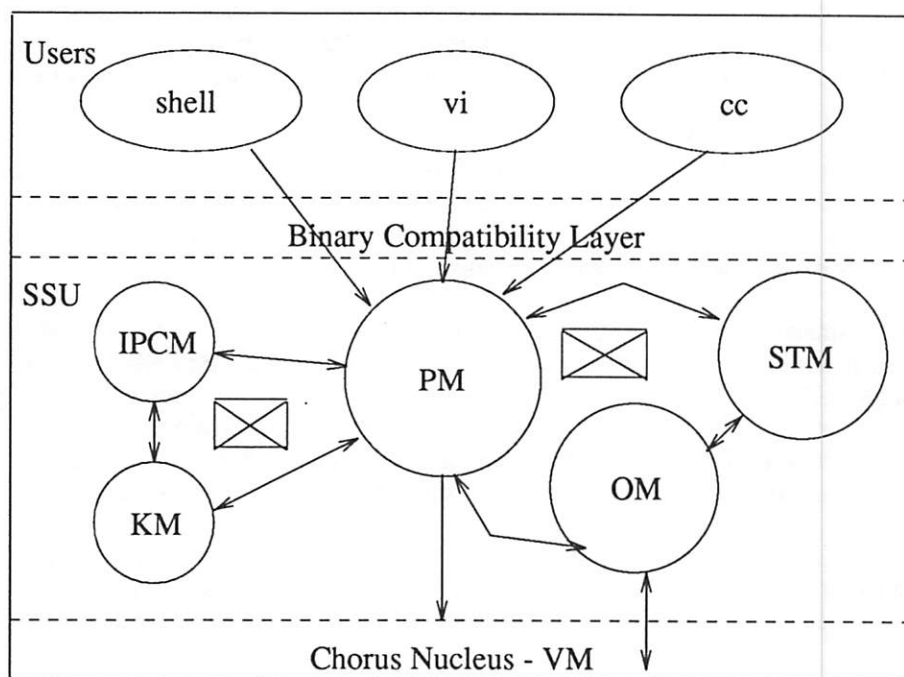 Users
shell
vi
cc
Binary Compatibility Layer
SSU
IPCM
PM
STM
KM
OM
Chorus Nucleus - VM